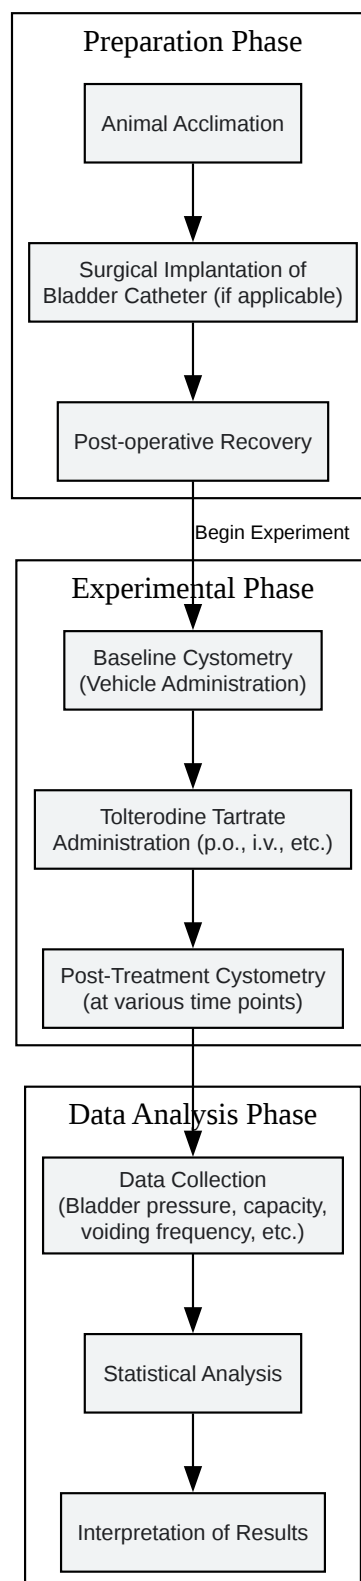 Preparation Phase
Animal Acclimation
Surgical Implantation of
Bladder Catheter (if applicable)
Post-operative Recovery
Begin Experiment
Experimental Phase
Baseline Cystometry
(Vehicle Administration)
Tolterodine Tartrate
Administration (p.o., i.v., etc.)
Post-Treatment Cystometry
(at various time points)
Data Analysis Phase
Data Collection
(Bladder pressure, capacity,
voiding frequency, etc.)
Statistical Analysis
Interpretation of Results